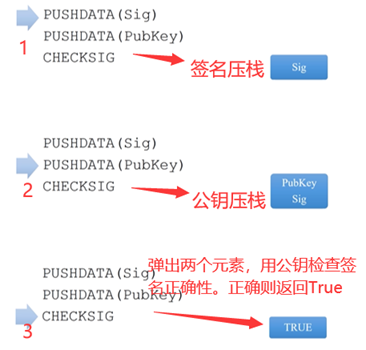 PUSHDATA(Sig)
PUSHDATA(PubKey)
1
CHECKSIG
签名压栈
Sig
PUSHDATA(Sig)
PUSHDATA(PubKey)
2
CHECKSIG
公钥压栈
PubKey
Sig
弹出两个元素，用公钥检查签
PUSHDATA(Sig)
名正确性。正确则返回True
PUSHDATA(PubKey)
3
CHECKSIG
TRUE